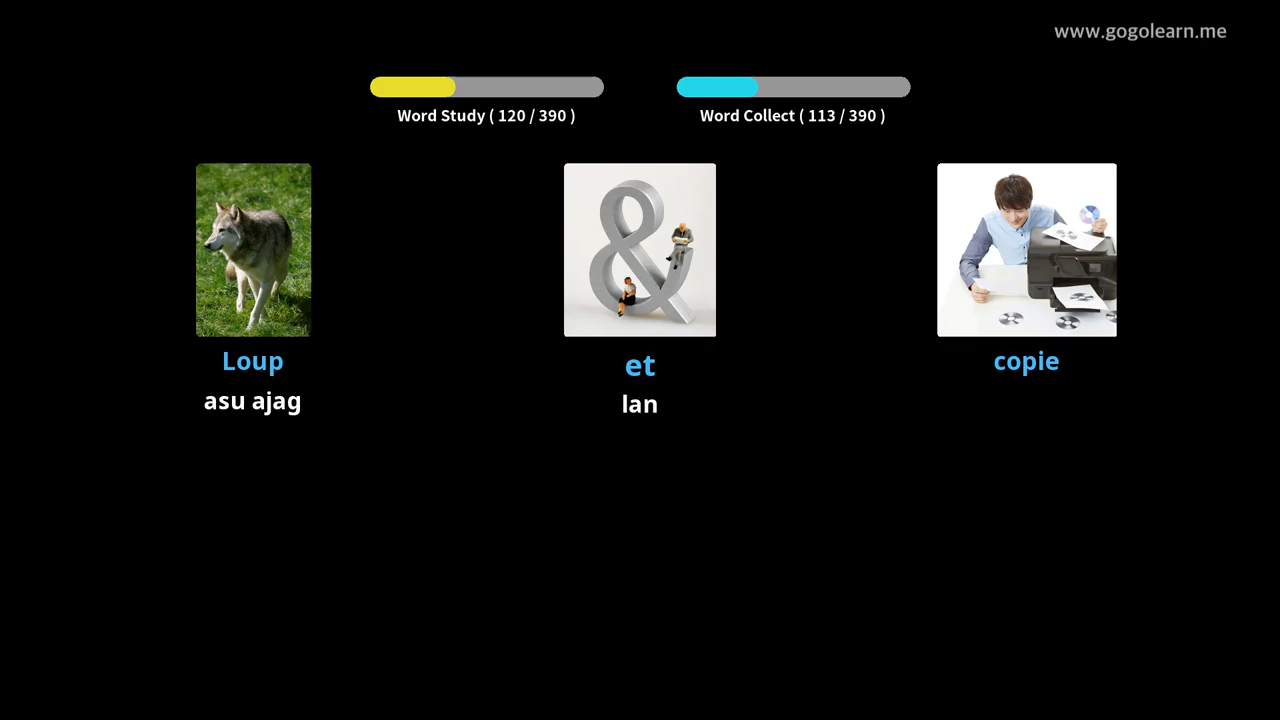 www.gogolearn.me
Word Study ( 120 / 390 )
Word Collect ( 113 / 390 )
Loup
et
copie
asu ajag
lan